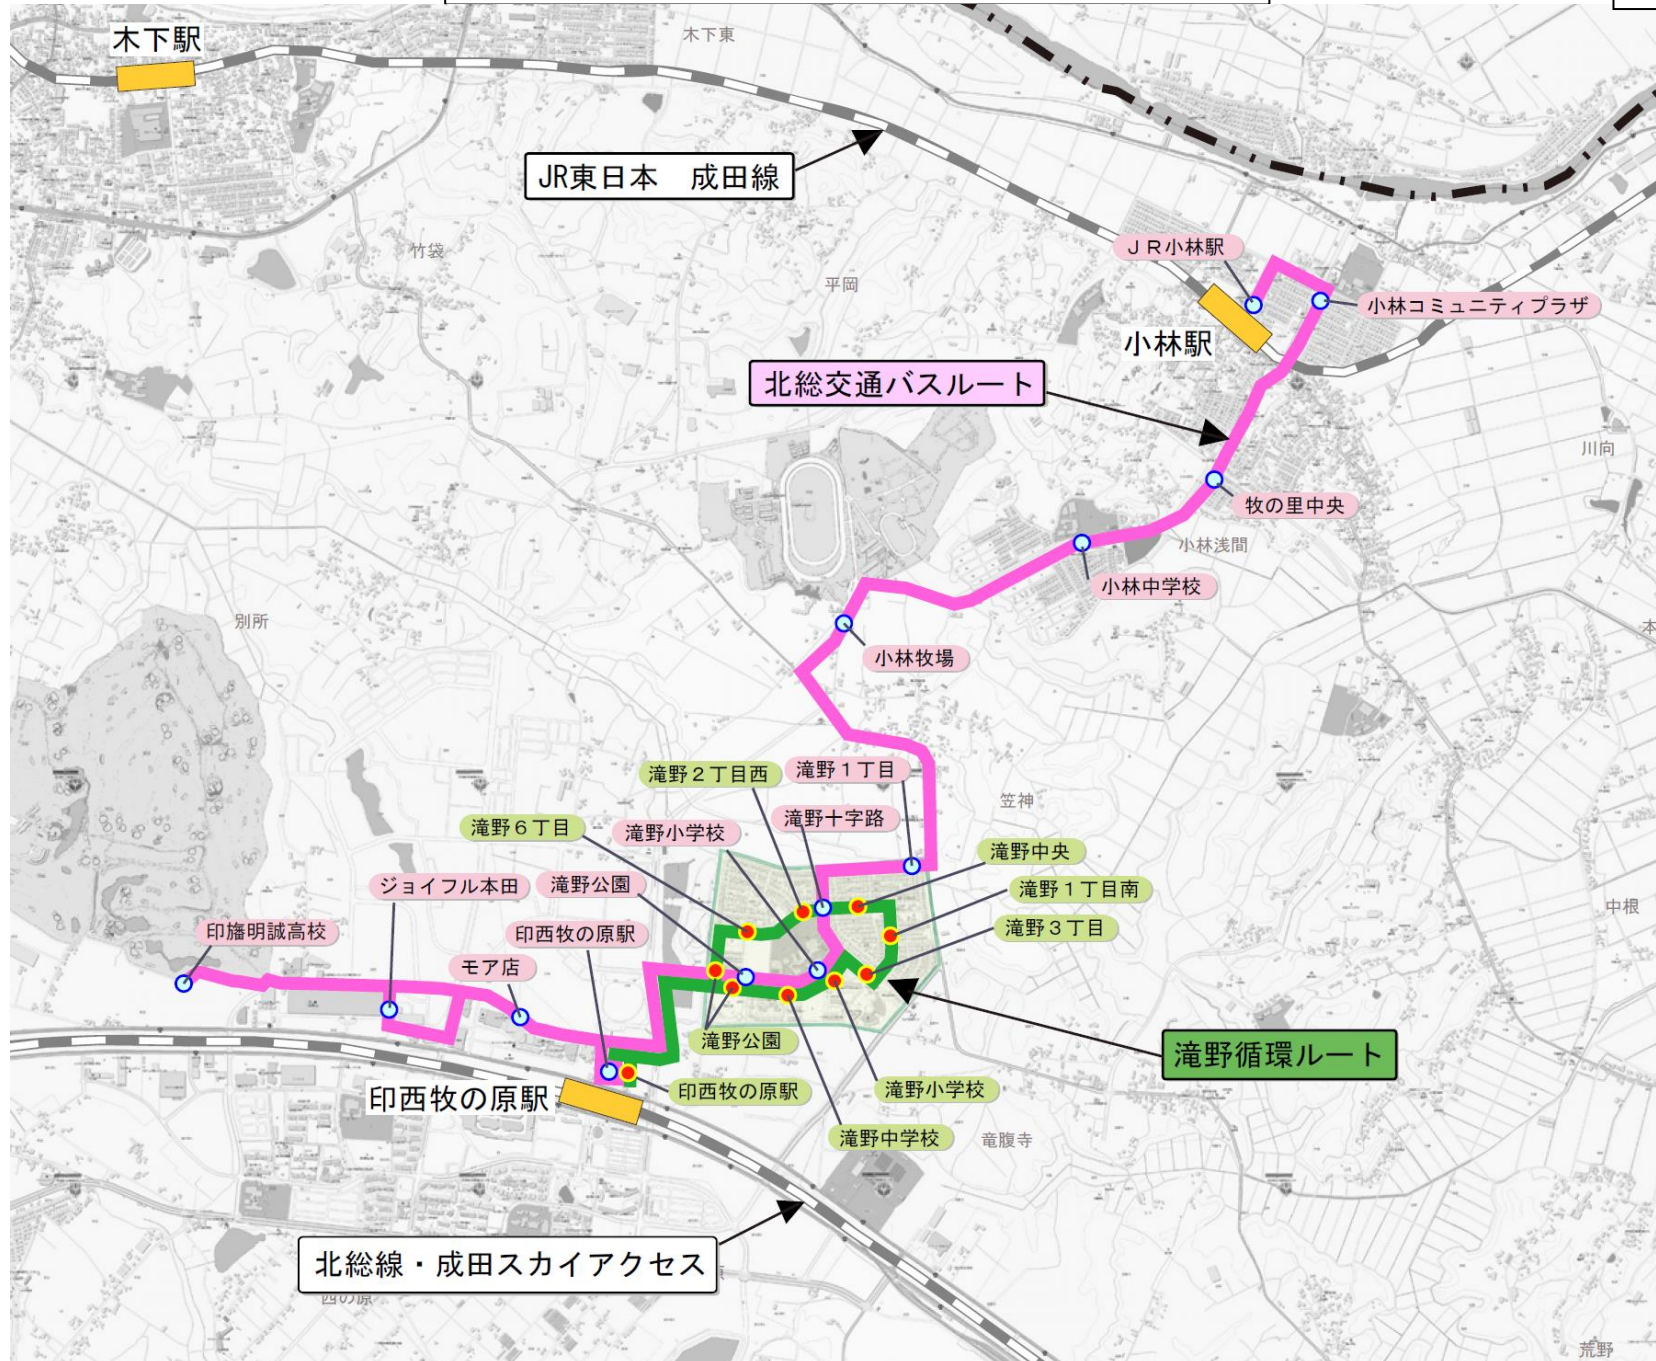 木下駅
木下東
JR東日本　成田線
竹袋
平岡
ＪＲ小林駅
小林コミュニティプラザ
小林駅
北総交通バスルート
川向
牧の里中央
小林浅間
小林中学校
本
別所
小林牧場
滝野２丁目西
滝野１丁目
笠神
滝野６丁目
滝野小学校
滝野十字路
滝野中央
ジョイフル本田
滝野公園
滝野１丁目南
中根
印旛明誠高校
印西牧の原駅
滝野３丁目
モア店
滝野公園
滝野循環ルート
印西牧の原駅
印西牧の原駅
滝野小学校
滝野中学校
竜腹寺
北総線・成田スカイアクセス
西の原
荒野